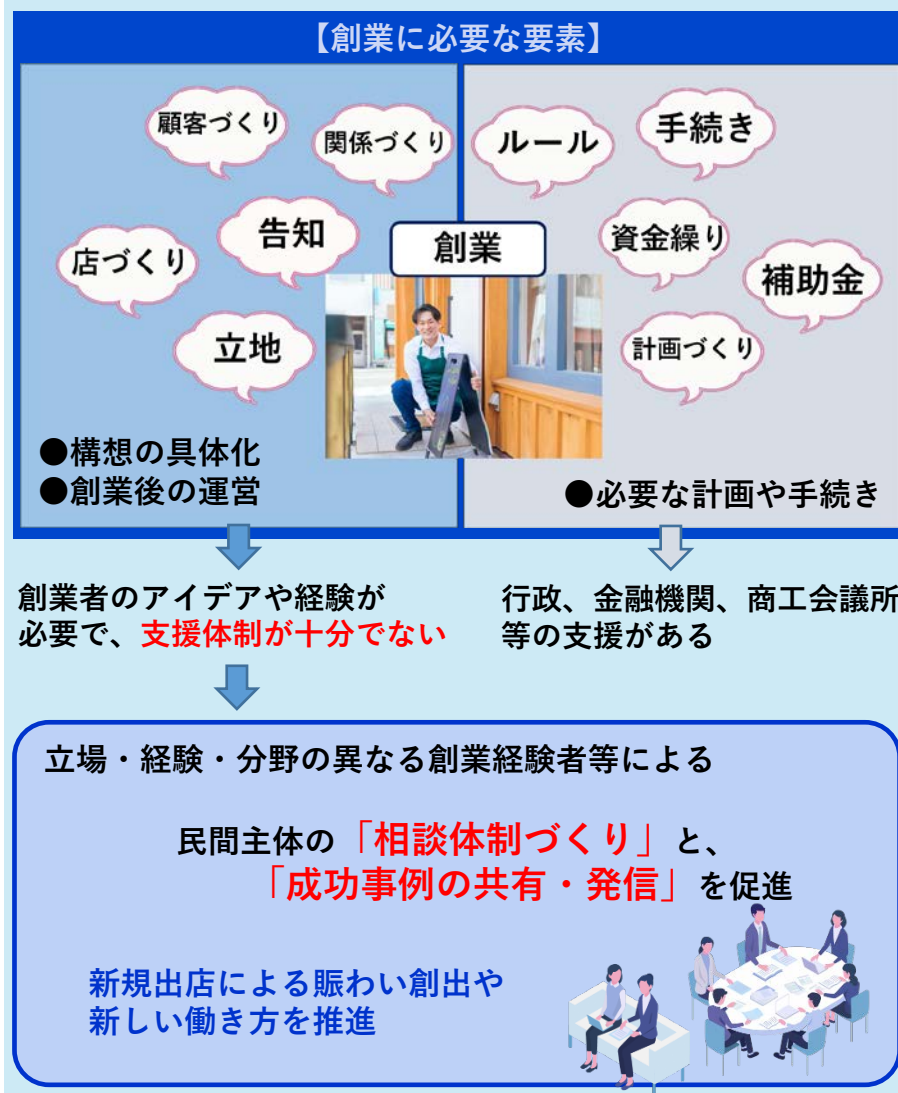 【創業に必要な要素】
顧客づくり
関係づくり
告知
店づくり
立地
創業
ルール
手続き
資金繰り
補助金
計画づくり
●構想の具体化
●創業後の運営
●必要な計画や手続き
創業者のアイデアや経験が
必要で、支援体制が十分でない
行政、金融機関、商工会議所
等の支援がある
立場・経験・分野の異なる創業経験者等による
民間主体の「相談体制づくり」と、
「成功事例の共有・発信」を促進
新規出店による賑わい創出や
新しい働き方を推進